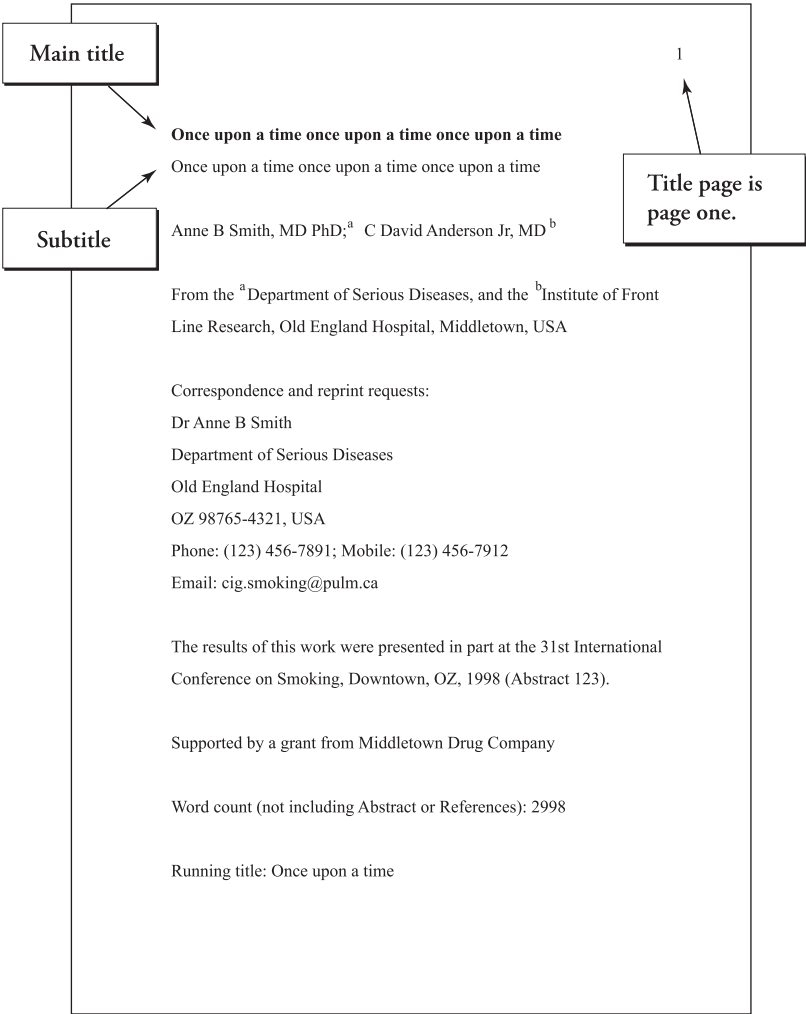 Main title
1
Once upon a time once upon a time once upon a time
Once upon a time once upon a time once upon a time
Title page is
page one.
Subtitle
Anne B Smith, MD PhD;a C David Anderson Jr, MD b
From the aDepartment of Serious Diseases, and the bInstitute of Front
Line Research, Old England Hospital, Middletown, USA
Correspondence and reprint requests:
Dr Anne B Smith
Department of Serious Diseases
Old England Hospital
OZ 98765-4321, USA
Phone: (123) 456-7891; Mobile: (123) 456-7912
Email: cig.smoking@pulm.ca
The results of this work were presented in part at the 31st International
Conference on Smoking, Downtown, OZ, 1998 (Abstract 123).
Supported by a grant from Middletown Drug Company
Word count (not including Abstract or References): 2998
Running title: Once upon a time